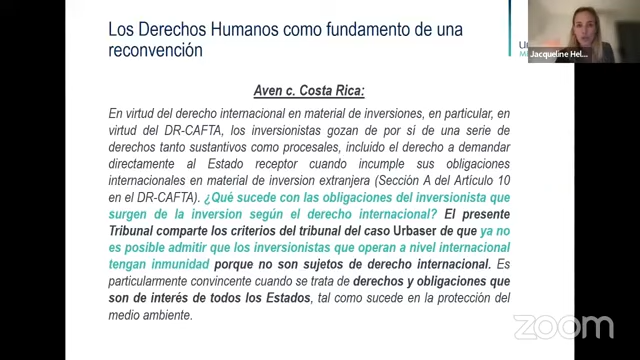 Los Derechos Humanos como fundamento de una
reconvención
Jacqueline Hel...
Aven c. Costa Rica:
En virtud del derecho internacional en material de inversiones, en particular, en
virtud del DR-CAFTA, los inversionistas gozan de por sí de una serie de
derechos tanto sustantivos como procesales, incluido el derecho a demandar
directamente al Estado receptor cuando incumple sus obligaciones
internacionales en material de inversion extranjera (Sección A del Artículo 10
en el DR-CAFTA). ¿Qué sucede con las obligaciones del inversionista que
surgen de la inversion según el derecho internacional? El presente
Tribunal comparte los criterios del tribunal del caso Urbaser de que ya no
es posible admitir que los inversionistas que operan a nivel internacional
tengan inmunidad porque no son sujetos de derecho internacional. Es
particularmente convincente cuando se trata de derechos y obligaciones que
son de interés de todos los Estados, tal como sucede en la protección del
medio ambiente.
zoom